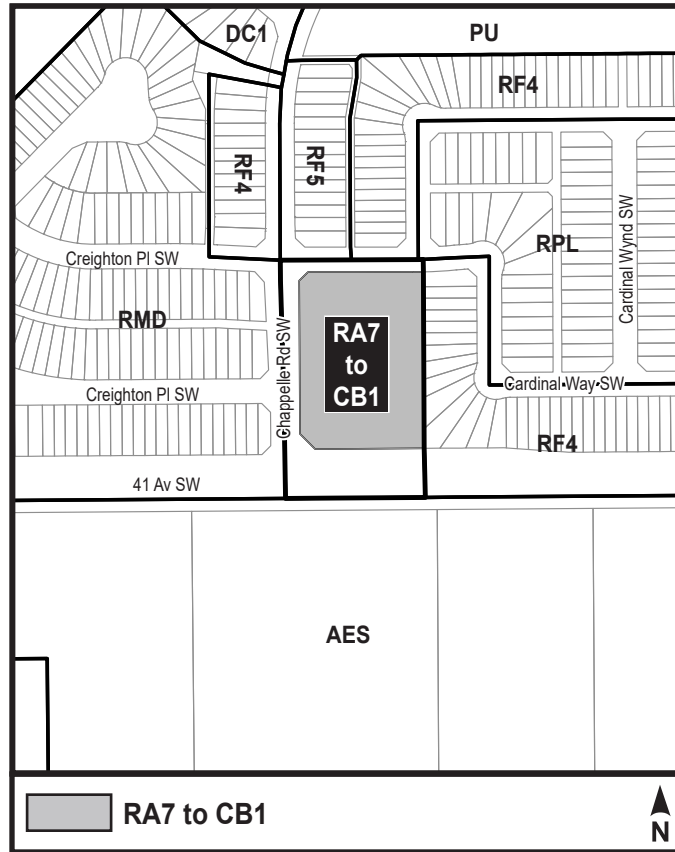 DC1
PU
RF4
RF4
RF5
RPL
Cardinal Wynd SW
Creighton Pl SW
RMD
Chappelle Rd SW
RA7
to
CB1
Creighton Pl SW
Cardinal Way SW
RF4
41 Av SW
AES
RA7 to CB1
N